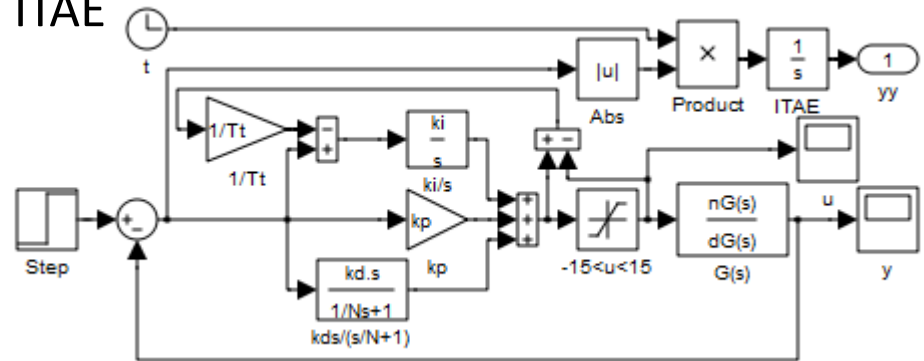 ITAE
t
|u|
Abs
×
Product
1
s
ITAE
1
yy
1/Tt
1/Tt
−
+
ki
s
ki/s
+ −
Step
−
kp
kp
+
+
+
-15<u<15
nG(s)
dG(s)
G(s)
u
y
kd.s
1/Ns+1
kds/(s/N+1)